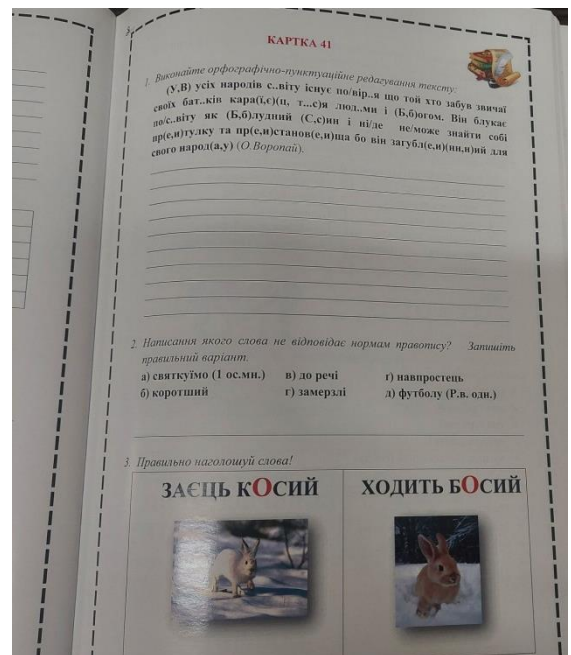 КАРТКА 41
1. Виконайте орфографічно-пунктуаційне редагування тексту:
(У,В) усіх народів с..віту існує по/вір..я що той хто забув звичаї
своїх бат..ків кара(ї,є)(ц, т...с)я люд..ми і (Б,б)огом. Він блукає
по/с..віту як (Б,б)лудний (С,с)ин і ні/де не/може знайти собі
пр(е,и)тулку та пр(е,и)станов(е,и)ща бо він загубл(е,и)(нн,н)ий для
свого народ(а,у) (О.Воропай).
2. Написання якого слова не відповідає нормам правопису? Запишіть
правильний варіант.
а) святкуїмо (1 ос.мн.) в) до речі ґ) навпростець
б) коротший г) замерзлі д) футболу (Р.в. одн.)
3. Правильно наголошуй слова!
ЗАЄЦЬ КОСИЙ ХОДИТЬ БОСИЙ